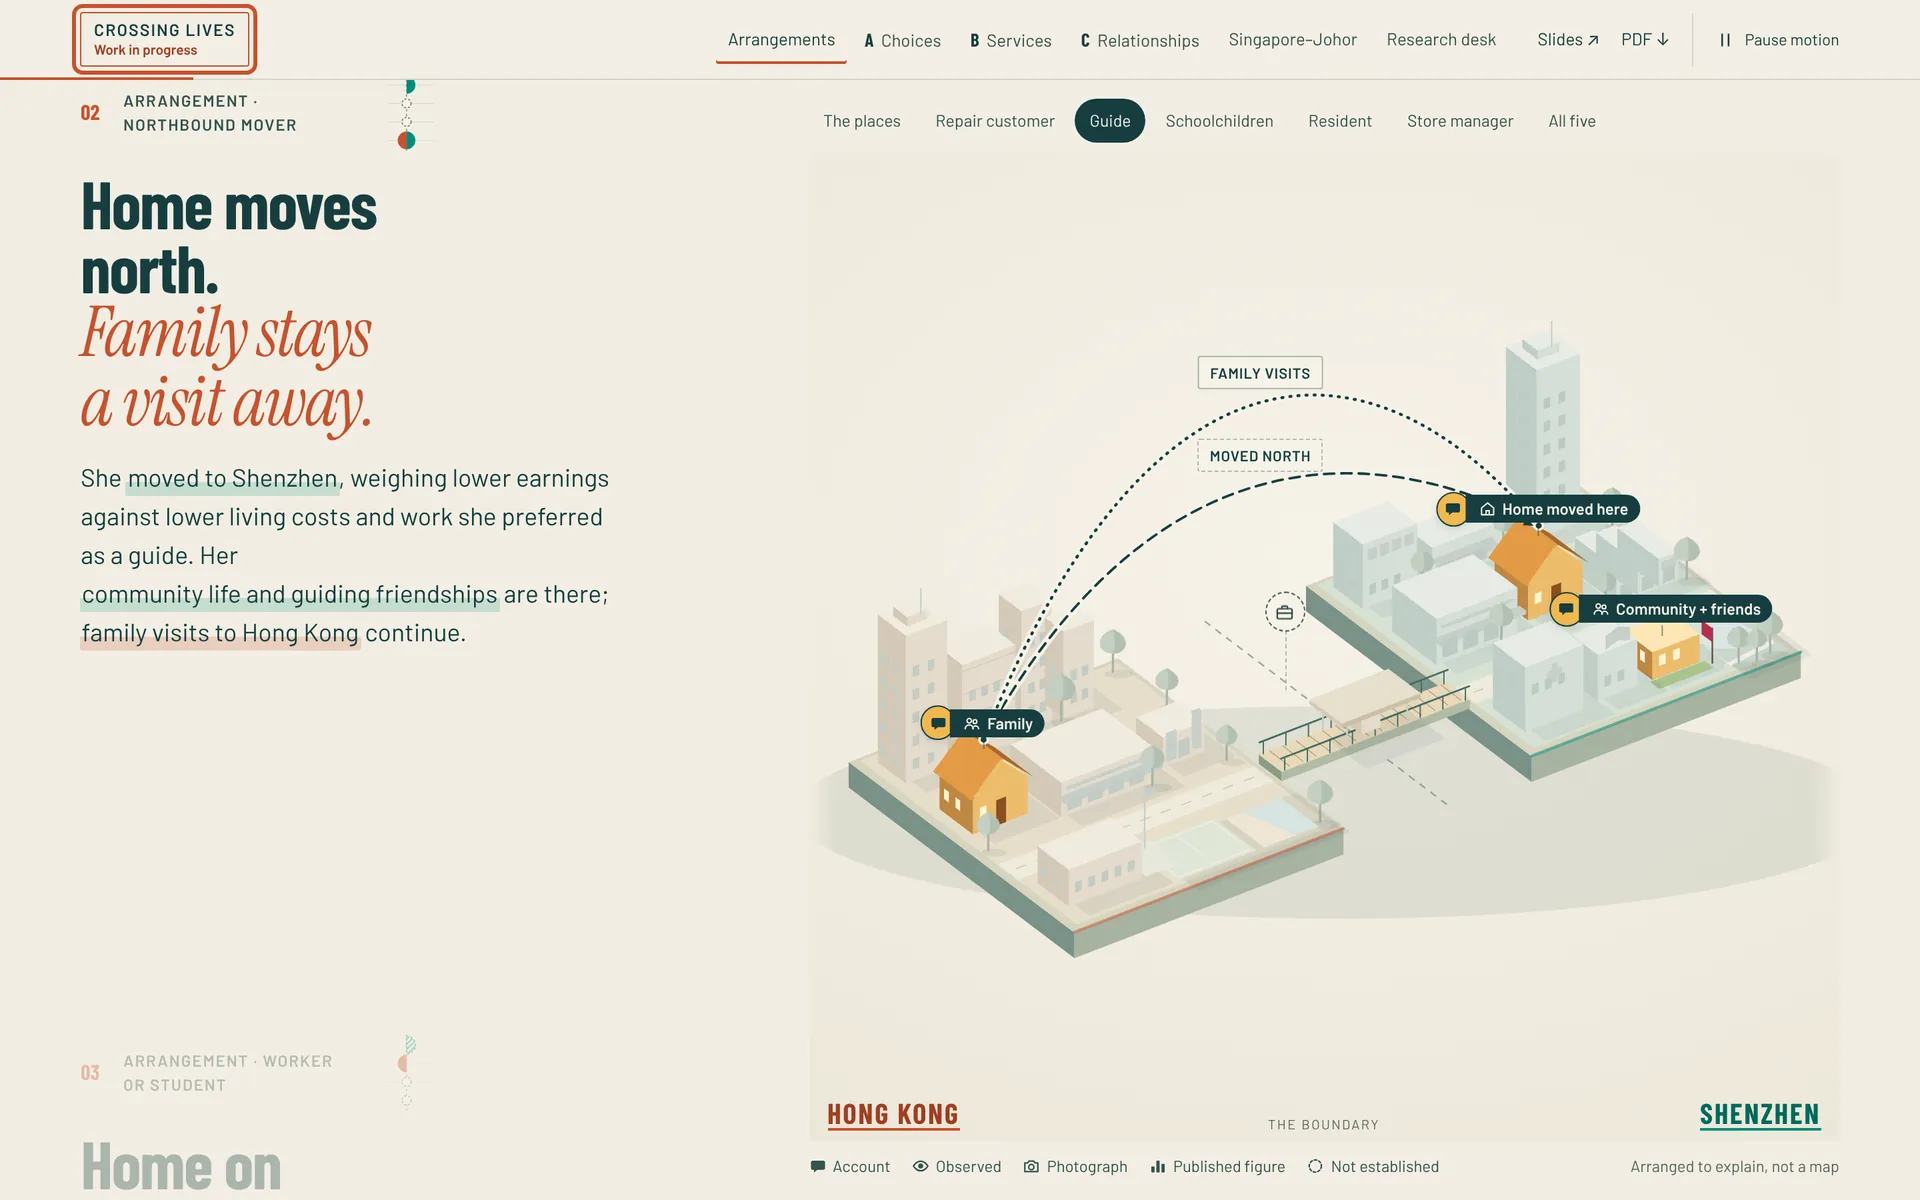 CROSSING LIVES
Work in progress
Arrangements
A Choices
B Services
C Relationships
Singapore–Johor
Research desk
Slides ↗
PDF ↓
Pause motion
02
ARRANGEMENT ·
NORTHBOUND MOVER
The places
Repair customer
Guide
Schoolchildren
Resident
Store manager
All five
Home moves
north.
Family stays
a visit away.
She moved to Shenzhen, weighing lower earnings
against lower living costs and work she preferred
as a guide. Her
community life and guiding friendships are there;
family visits to Hong Kong continue.
FAMILY VISITS
MOVED NORTH
Home moved here
Community + friends
Family
03
ARRANGEMENT · WORKER
OR STUDENT
Home on
HONG KONG
THE BOUNDARY
SHENZHEN
Account
Observed
Photograph
Published figure
Not established
Arranged to explain, not a map